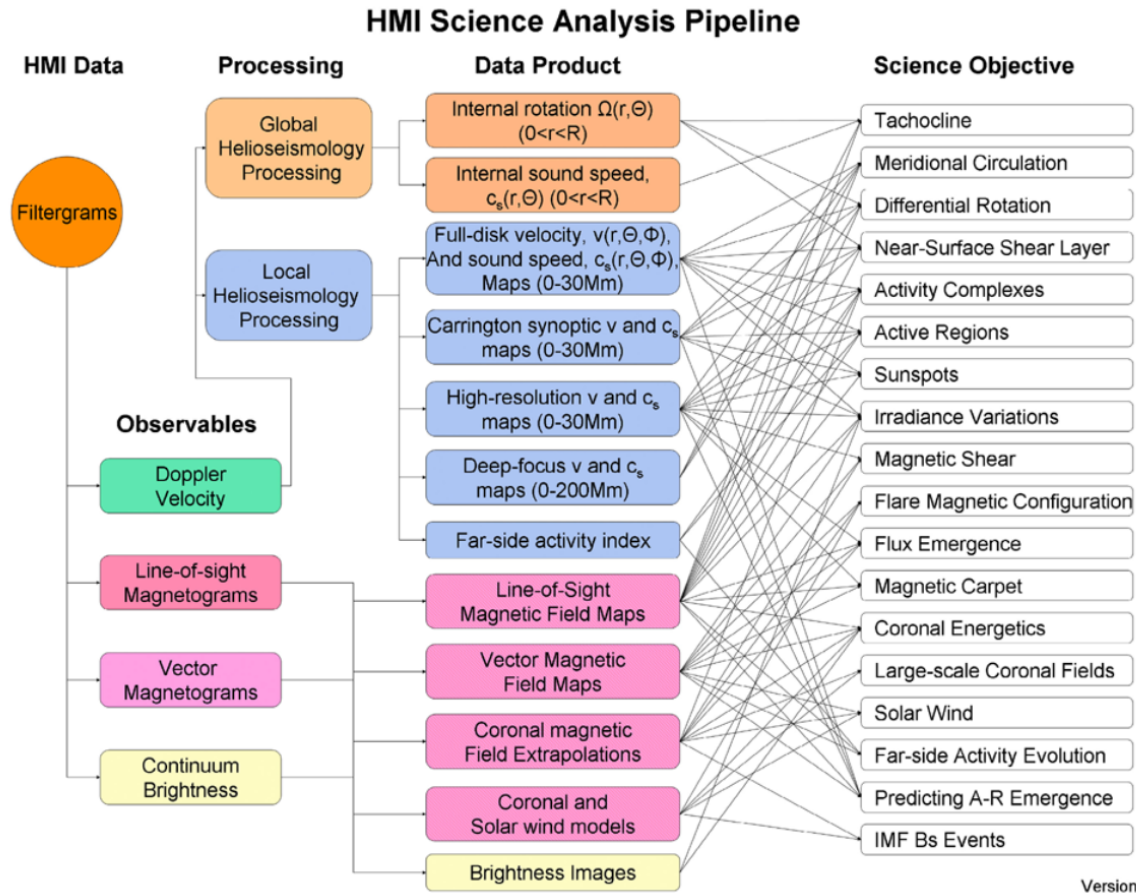 HMI Science Analysis Pipeline
HMI Data
Processing
Data Product
Science Objective
Filtergrams
Global
Helioseismology
Processing
Local
Helioseismology
Processing
Observables
Doppler
Velocity
Line-of-sight
Magnetograms
Vector
Magnetograms
Continuum
Brightness
Internal rotation Ω(r,Θ)
(0<r<R)
Internal sound speed,
cs(r,Θ) (0<r<R)
Full-disk velocity, v(r,Θ,Φ),
And sound speed, cs(r,Θ,Φ),
Maps (0-30Mm)
Carrington synoptic v and cs
maps (0-30Mm)
High-resolution v and cs
maps (0-30Mm)
Deep-focus v and cs
maps (0-200Mm)
Far-side activity index
Line-of-Sight
Magnetic Field Maps
Vector Magnetic
Field Maps
Coronal magnetic
Field Extrapolations
Coronal and
Solar wind models
Brightness Images
Tachocline
Meridional Circulation
Differential Rotation
Near-Surface Shear Layer
Activity Complexes
Active Regions
Sunspots
Irradiance Variations
Magnetic Shear
Flare Magnetic Configuration
Flux Emergence
Magnetic Carpet
Coronal Energetics
Large-scale Coronal Fields
Solar Wind
Far-side Activity Evolution
Predicting A-R Emergence
IMF Bs Events
Version